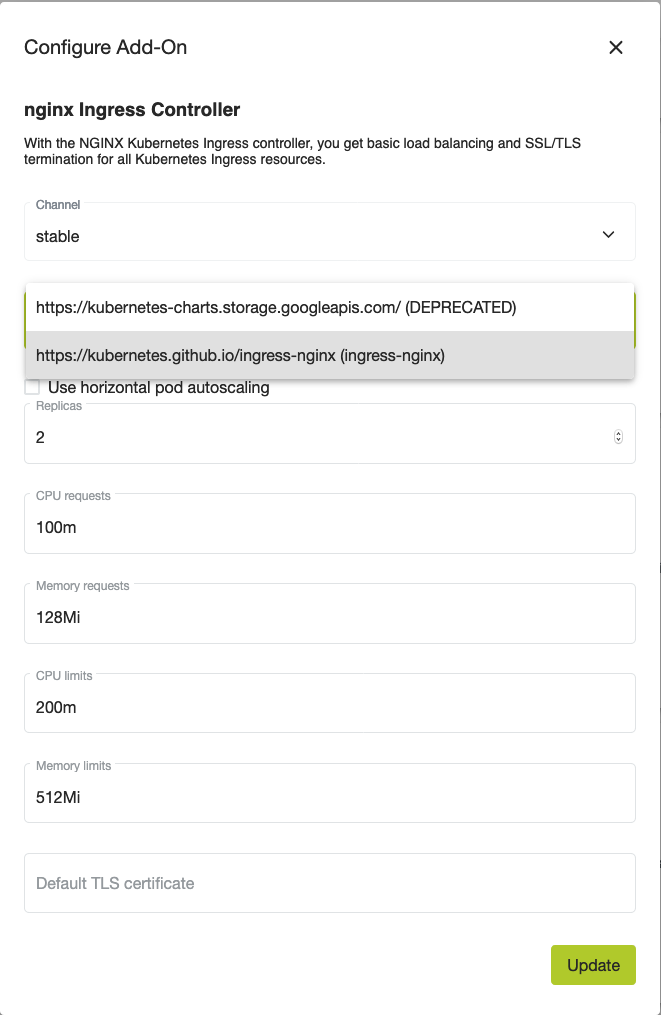 Configure Add-On
nginx Ingress Controller
With the NGINX Kubernetes Ingress controller, you get basic load balancing and SSL/TLS
termination for all Kubernetes Ingress resources.
Channel
stable
https://kubernetes-charts.storage.googleapis.com/ (DEPRECATED)
https://kubernetes.github.io/ingress-nginx (ingress-nginx)
Use horizontal pod autoscaling
Replicas
2
CPU requests
100m
Memory requests
128Mi
CPU limits
200m
Memory limits
512Mi
Default TLS certificate
Update